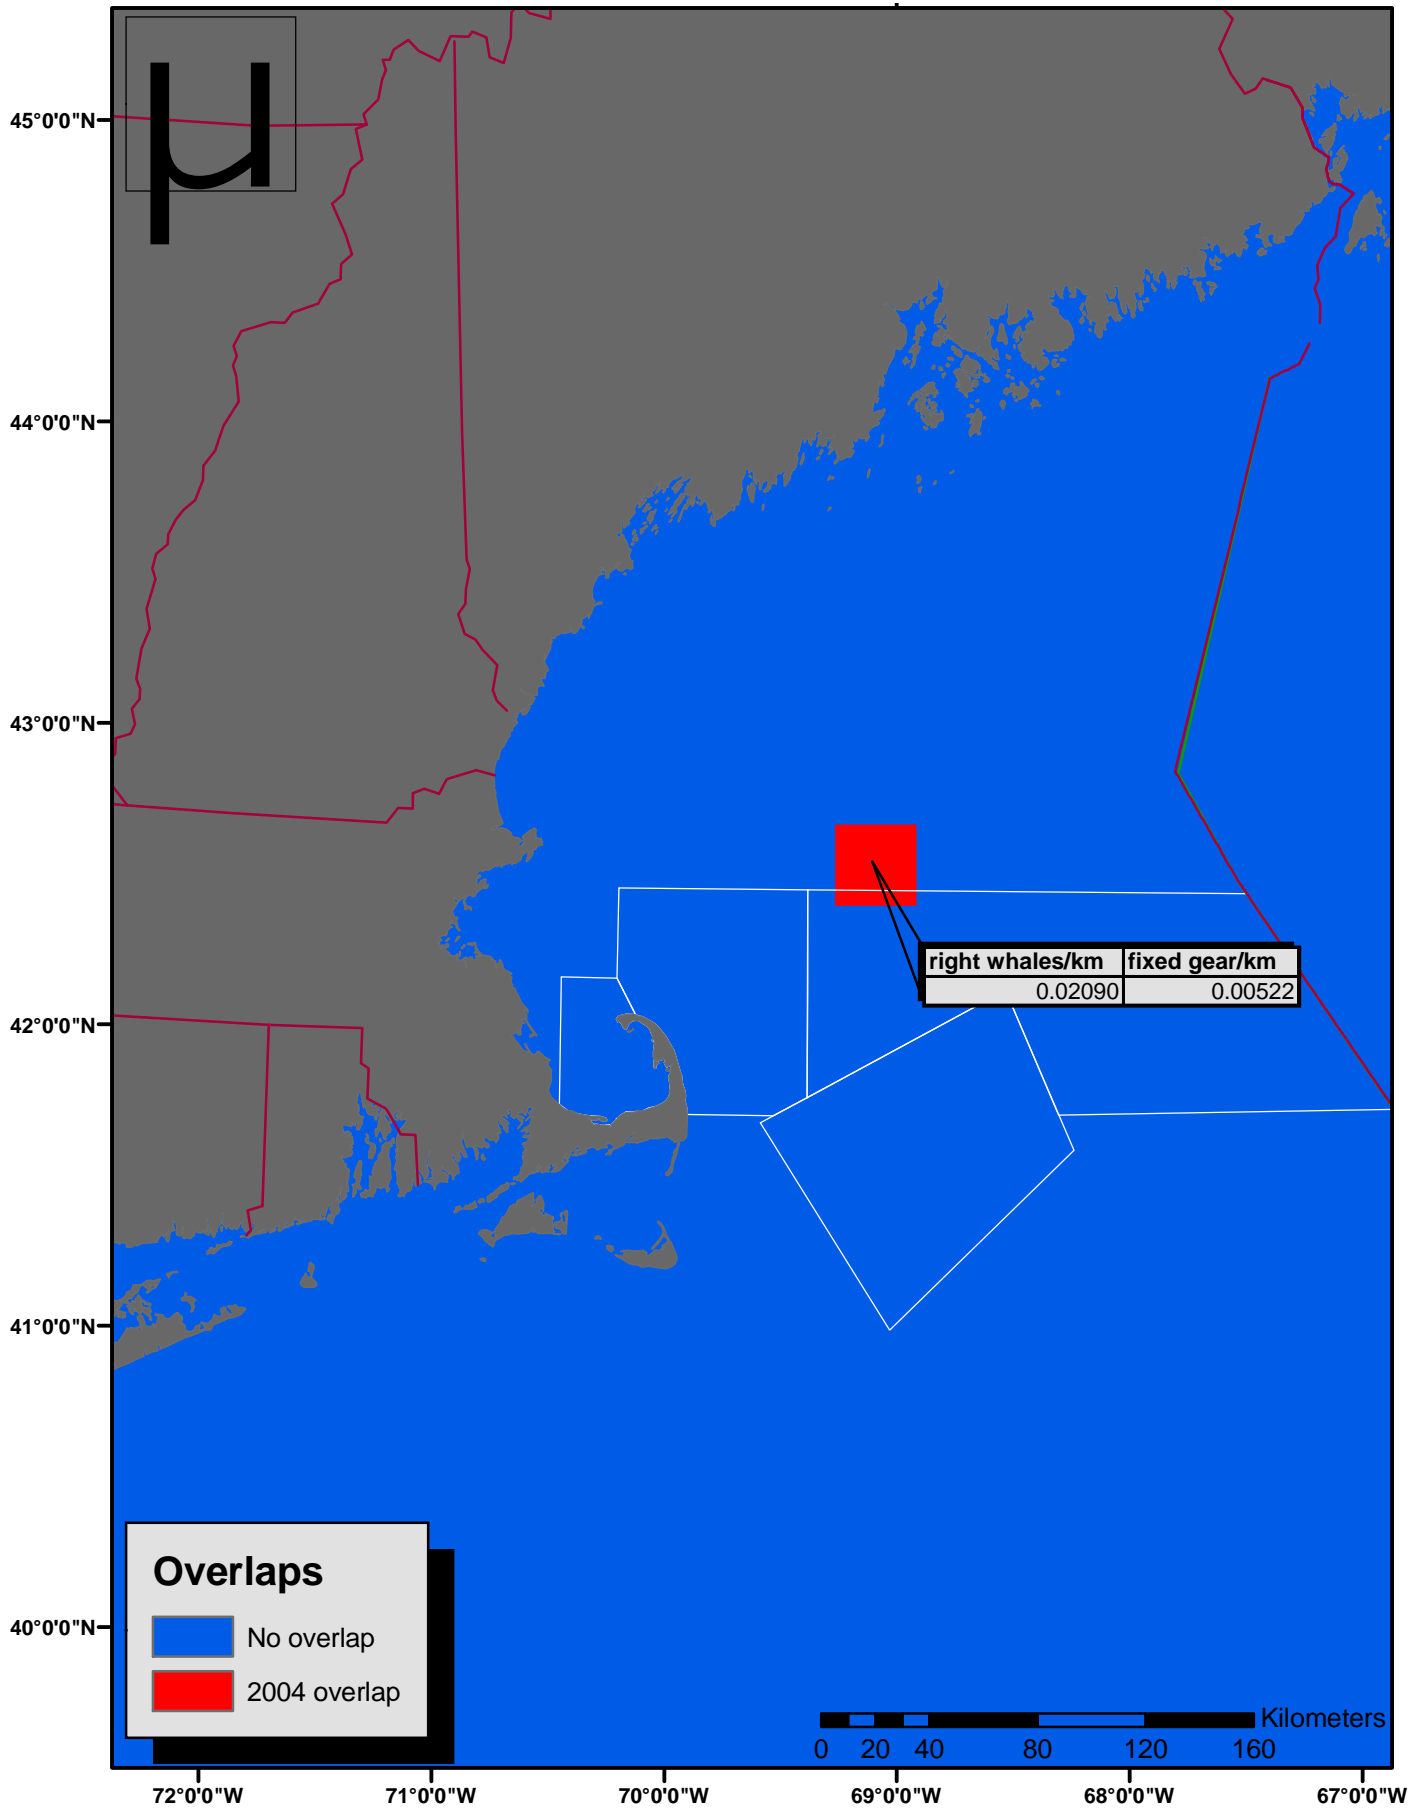 µ
45°0'0"N
44°0'0"N
43°0'0"N
right whales/km fixed gear/km
0.02090 0.00522
42°0'0"N
41°0'0"N
40°0'0"N
Overlaps
No overlap
2004 overlap
Kilometers
0 20 40 80 120 160
72°0'0"W 71°0'0"W 70°0'0"W 69°0'0"W 68°0'0"W 67°0'0"W